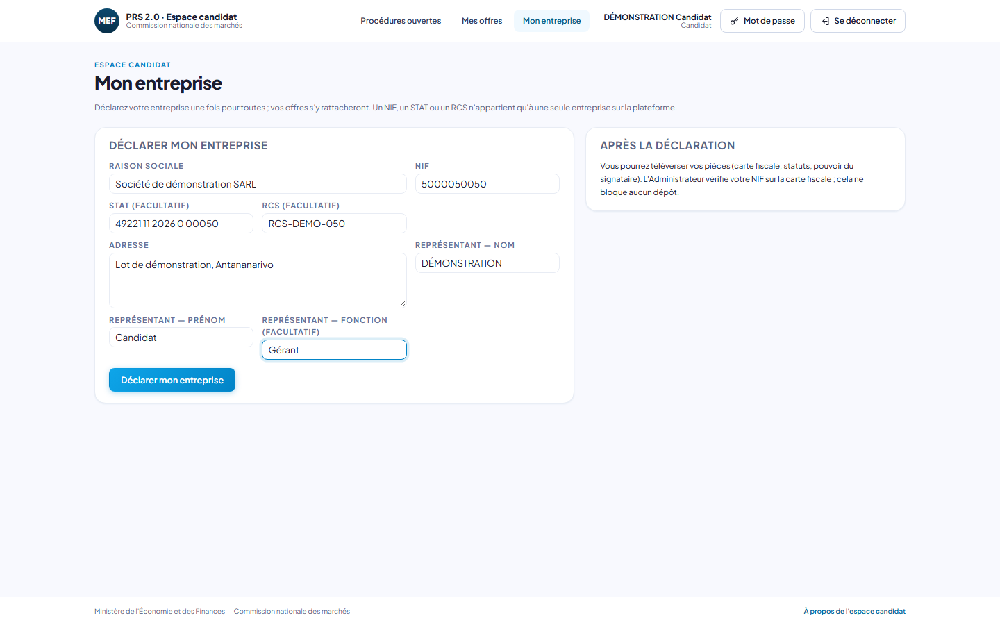 MEF
PRS 2.0 · Espace candidat
Commission nationale des marchés
Procédures ouvertes
Mes offres
Mon entreprise
DÉMONSTRATION Candidat
Candidat
Mot de passe
Se déconnecter
ESPACE CANDIDAT
Mon entreprise
Déclarez votre entreprise une fois pour toutes ; vos offres s'y rattacheront. Un NIF, un STAT ou un RCS n'appartient qu'à une seule entreprise sur la plateforme.
DÉCLARER MON ENTREPRISE
RAISON SOCIALE
Société de démonstration SARL
NIF
5000050050
STAT (FACULTATIF)
49221 11 2026 0 00050
RCS (FACULTATIF)
RCS-DEMO-050
ADRESSE
Lot de démonstration, Antananarivo
REPRÉSENTANT — NOM
DÉMONSTRATION
REPRÉSENTANT — PRÉNOM
Candidat
REPRÉSENTANT — FONCTION
(FACULTATIF)
Gérant
Déclarer mon entreprise
APRÈS LA DÉCLARATION
Vous pourrez téléverser vos pièces (carte fiscale, statuts, pouvoir du
signataire). L'Administrateur vérifie votre NIF sur la carte fiscale ; cela ne
bloque aucun dépôt.
Ministère de l'Économie et des Finances — Commission nationale des marchés
À propos de l'espace candidat